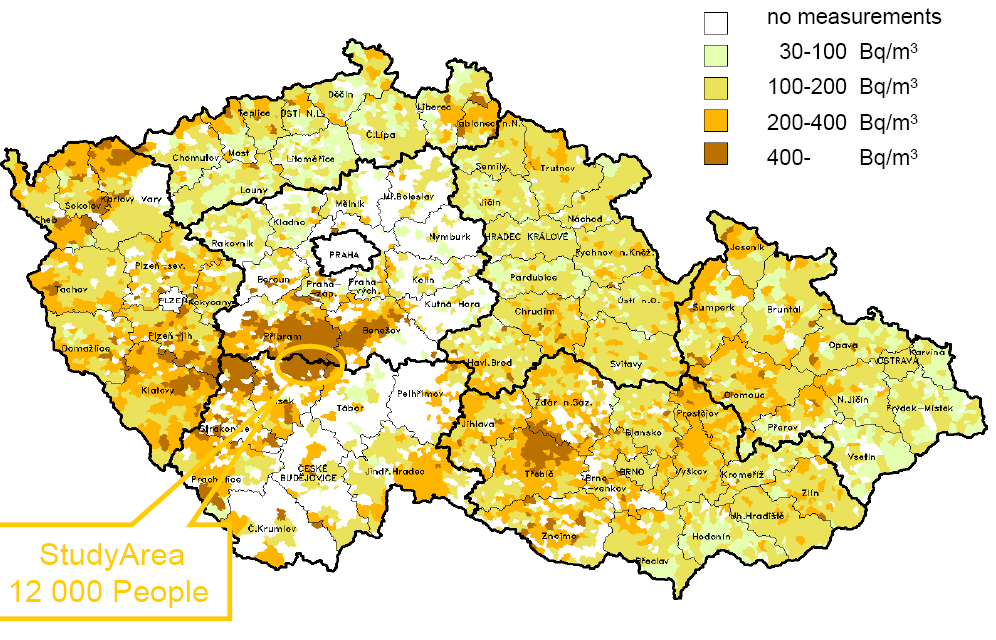 no measurements
30-100 Bq/m³
100-200 Bq/m³
200-400 Bq/m³
400- Bq/m³
Děčín
Teplice
ÚSTÍ N.L.
Liberec
Jablonec n.N.
Č.Lípa
Chomutov
Most
Litoměřice
Semily
Trutnov
Louny
Karlovy Vary
Sokolov
Cheb
Mělník
Ml.Boleslav
Jičín
Náchod
Kladno
Nymburk
HRADEC KRÁLOVÉ
Rychnov n.Kněž.
Rakovník
PRAHA
Jeseník
Plzeň-sev.
Beroun
Praha
-záp.
Praha
-vých.
Kolín
Pardubice
Tachov
PLZEŇ
Rokycany
Kutná Hora
Ústí n.O.
Šumperk
Bruntál
Chrudim
Plzeň-jih
Příbram
Benešov
Opava
Karviná
OSTRAVA
Domažlice
Havl.Brod
Svitavy
Klatovy
Pelhřimov
Olomouc
N.Jičín
Frýdek-Místek
Tábor
Žďár n.Sáz.
Prostějov
Přerov
Strakonice
Jihlava
Blansko
Vsetín
ČESKÉ
BUDĚJOVICE
Jindř.Hradec
Třebíč
BRNO
Brno
-venkov
Vyškov
Kroměříž
Zlín
Uh.Hradiště
Č.Krumlov
Znojmo
Hodonín
Břeclav
StudyArea
12 000 People